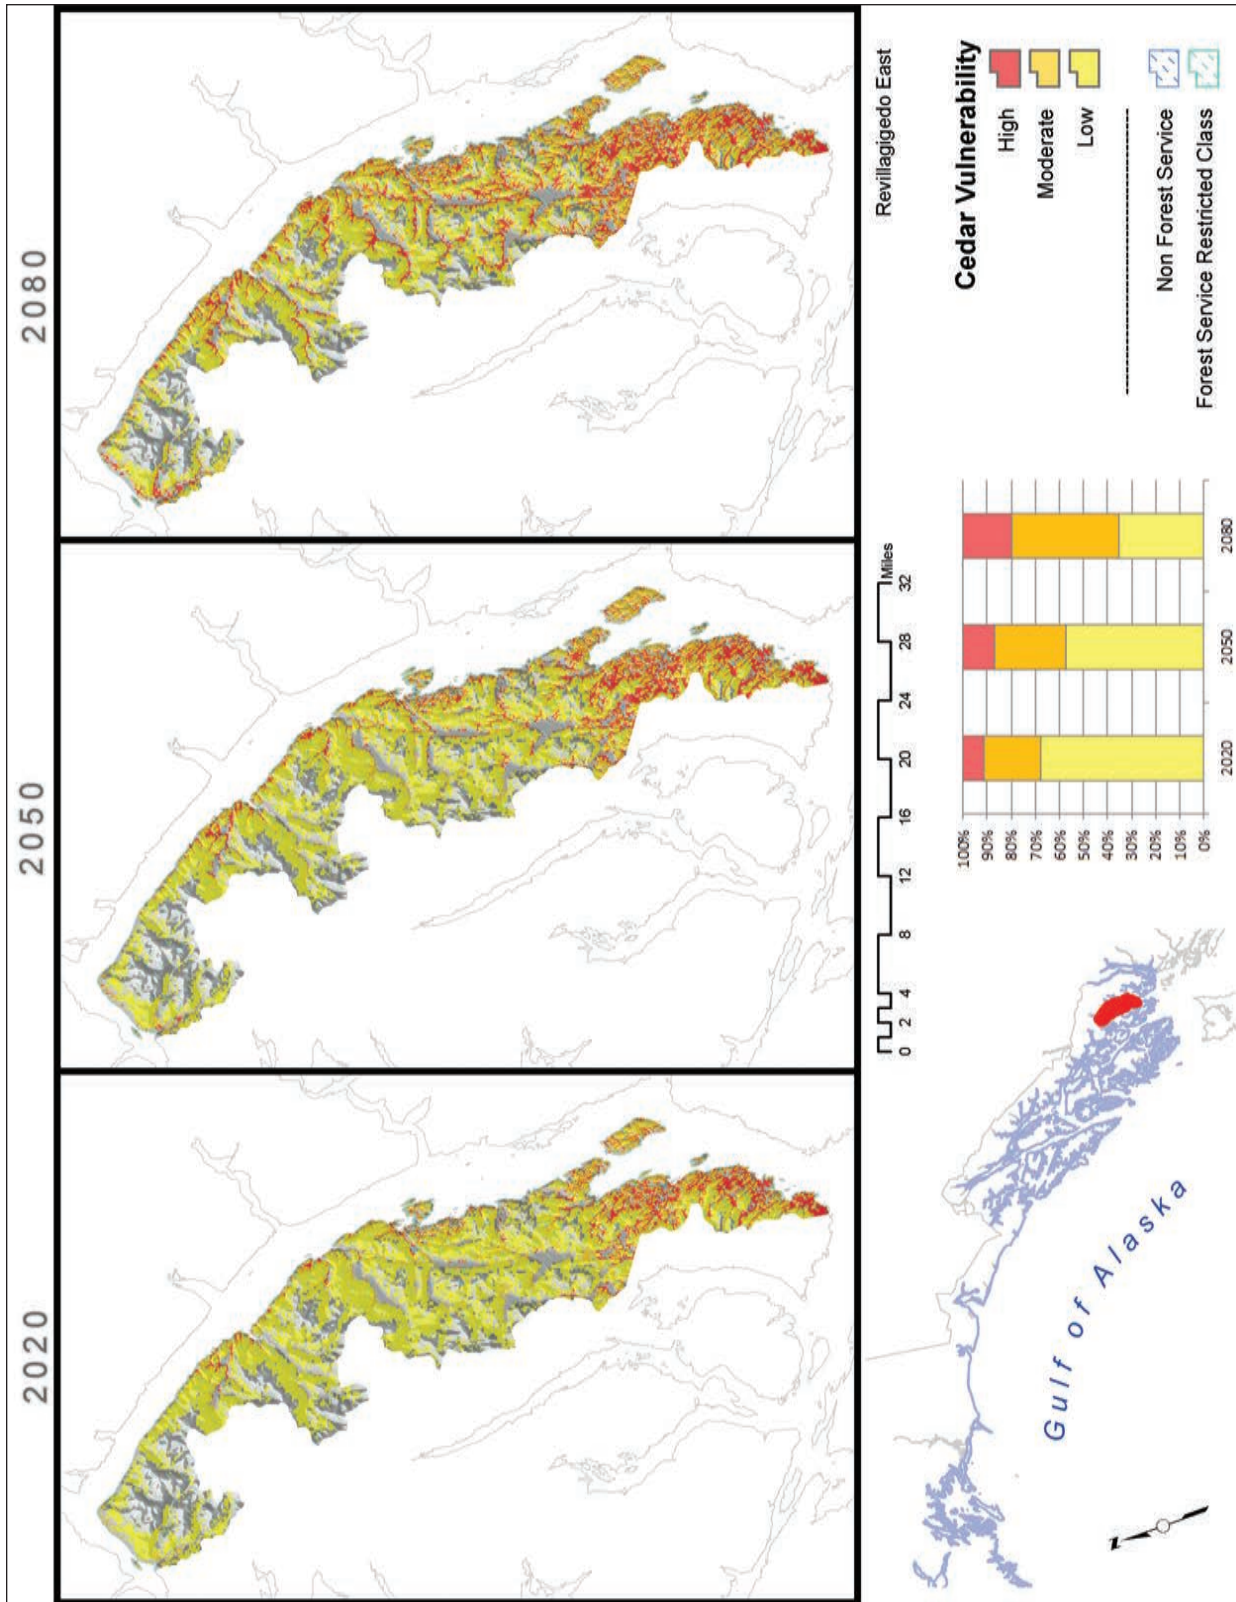 2020
2050
2080
0 2 4 8 12 16 20 24 28 32
Miles
Revillagigedo East
Gulf of Alaska
N
100%
90%
80%
70%
60%
50%
40%
30%
20%
10%
0%
2020 2050 2080
Cedar Vulnerability
High
Moderate
Low
Non Forest Service
Forest Service Restricted Class